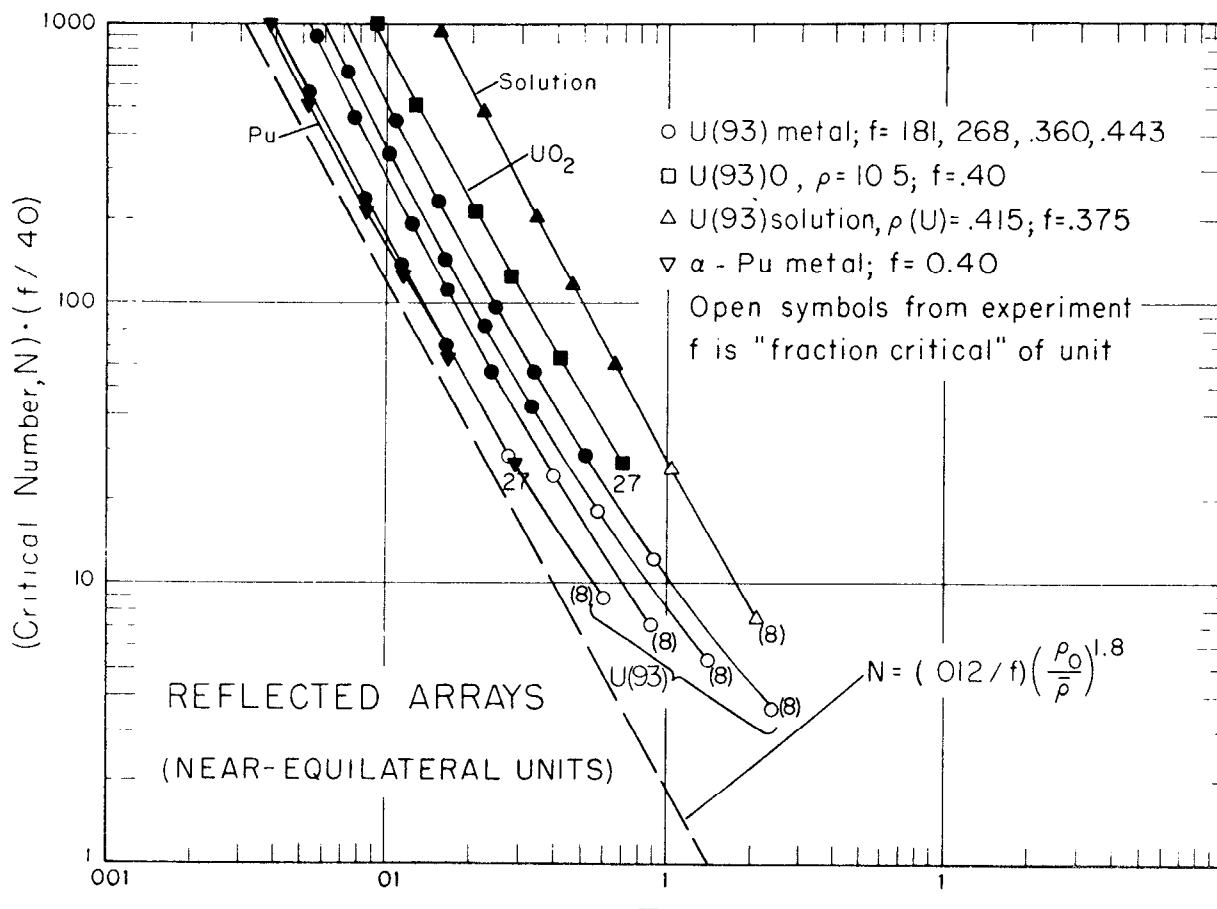 1000
100
10
1
(Critical Number, N)·(f / 40)
Solution
Pu
UO2
○ U(93) metal; f= 181, 268, .360, .443
■ U(93)O , ρ= 10 5; f=.40
△ U(93)solution, ρ(U)= .415; f=.375
▽ α - Pu metal; f= 0.40
Open symbols from experiment
f is "fraction critical" of unit
27
27
(8)
(8)
(8)
(8)
(8)
U(93)
N = ( 012 / f)(ρ0/ρ̄)^1.8
REFLECTED ARRAYS
(NEAR-EQUILATERAL UNITS)
001
01
1
1